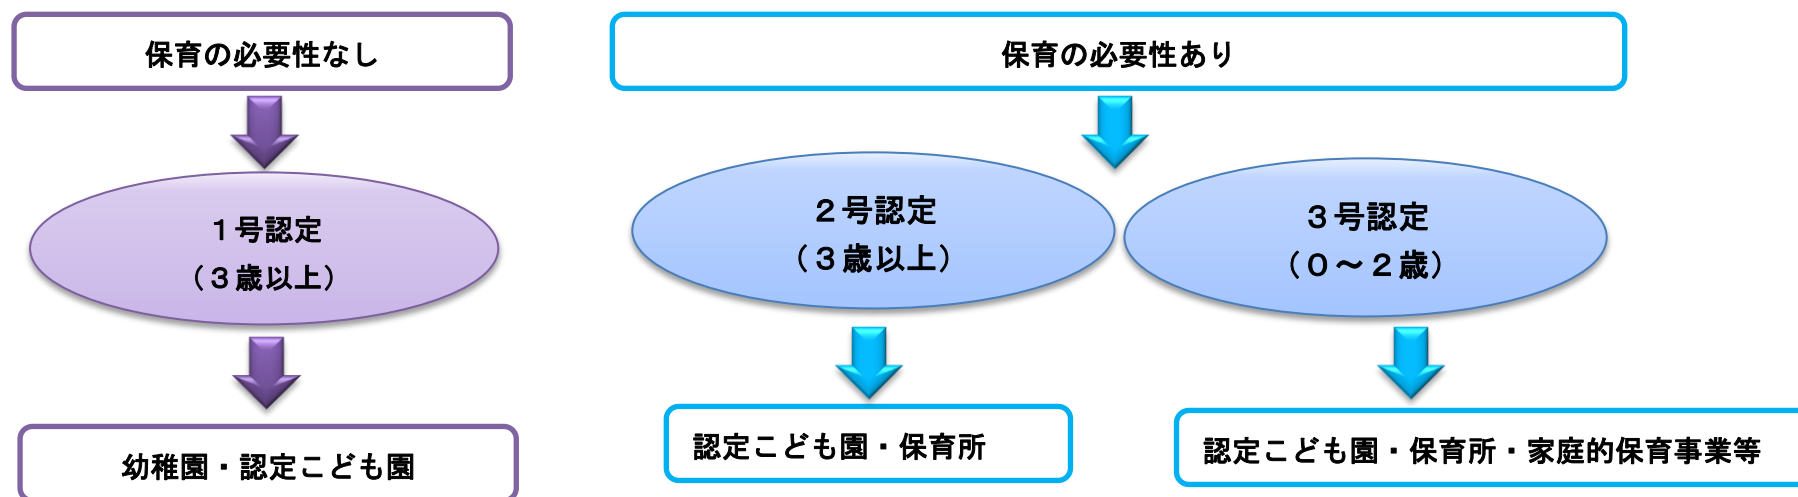 保育の必要性なし
保育の必要性あり
１号認定
（３歳以上）
２号認定
（３歳以上）
３号認定
（０～２歳）
幼稚園・認定こども園
認定こども園・保育所
認定こども園・保育所・家庭的保育事業等